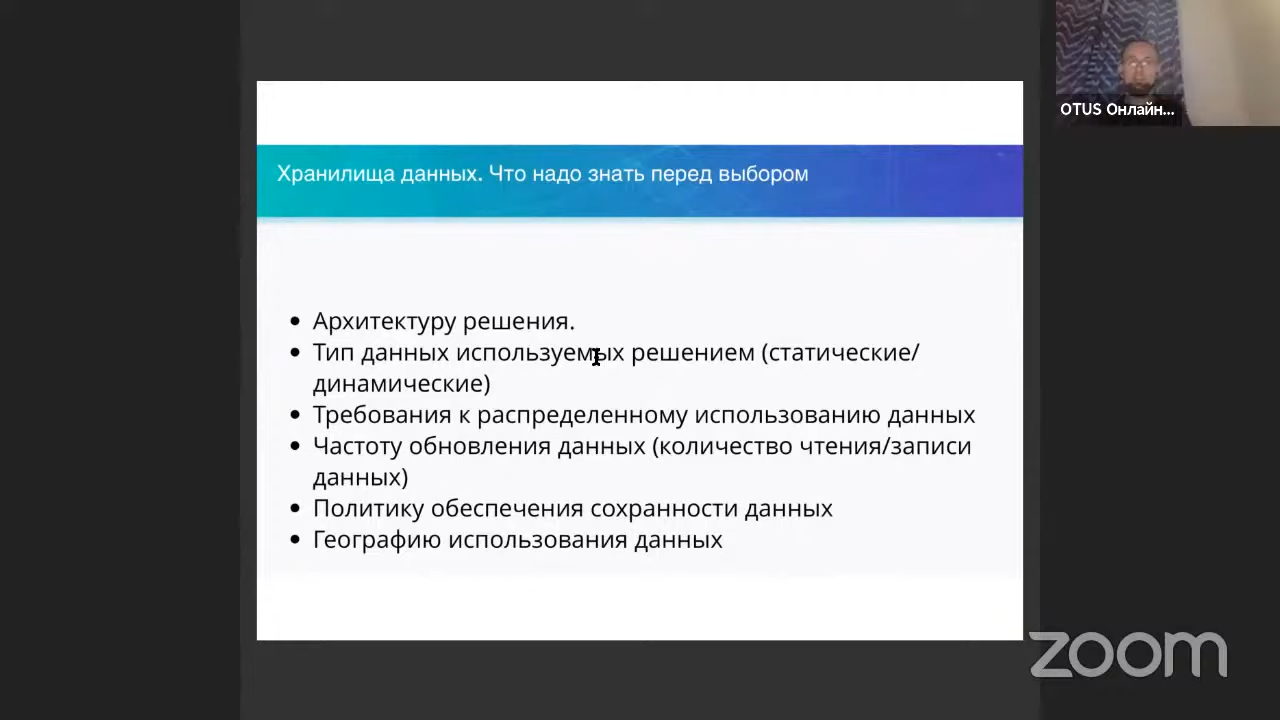 OTUS Онлайн...
Хранилища данных. Что надо знать перед выбором
• Архитектуру решения.
• Тип данных используемых решением (статические/
динамические)
• Требования к распределенному использованию данных
• Частоту обновления данных (количество чтения/записи
данных)
• Политику обеспечения сохранности данных
• Географию использования данных
zoom